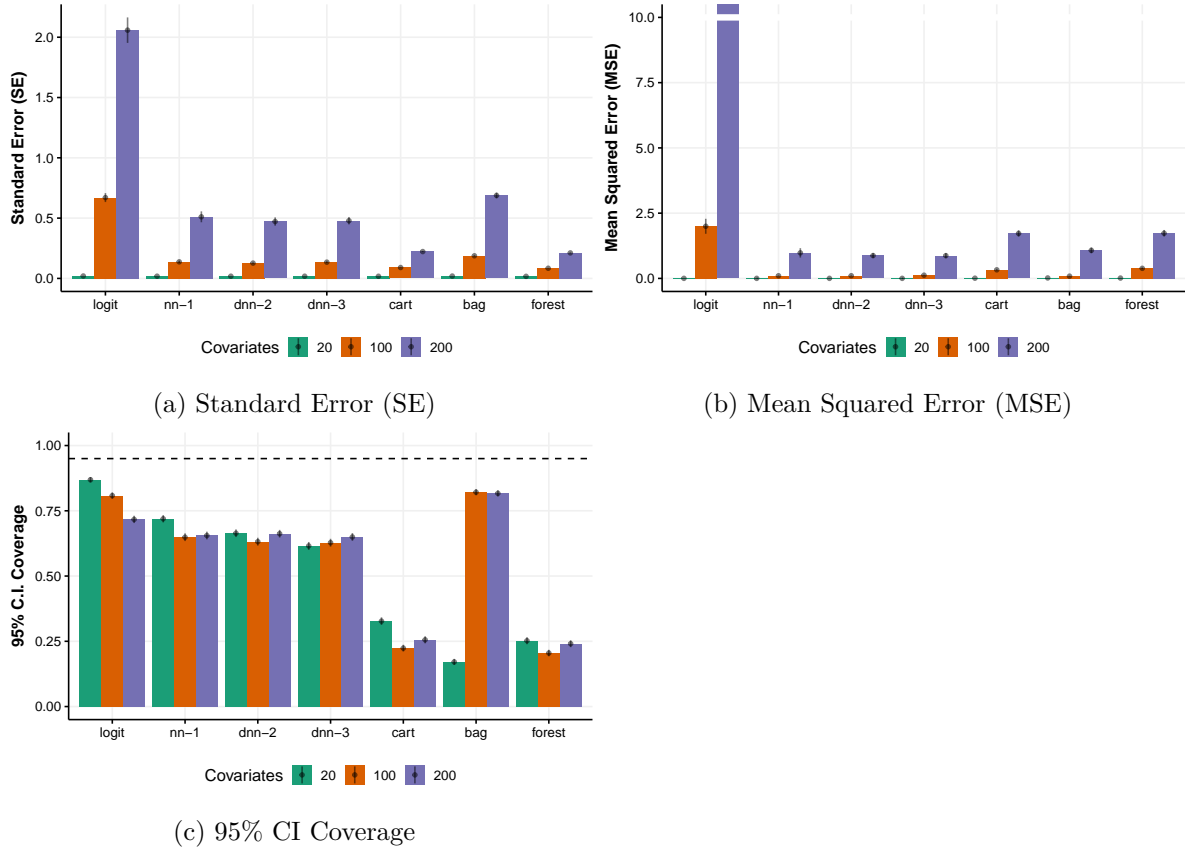 Standard Error (SE)
2.0
1.5
1.0
0.5
0.0
logit nn−1 dnn−2 dnn−3 cart bag forest
Covariates 20 100 200
(a) Standard Error (SE)
Mean Squared Error (MSE)
10.0
7.5
5.0
2.5
0.0
logit nn−1 dnn−2 dnn−3 cart bag forest
Covariates 20 100 200
(b) Mean Squared Error (MSE)
95% C.I. Coverage
1.00
0.75
0.50
0.25
0.00
logit nn−1 dnn−2 dnn−3 cart bag forest
Covariates 20 100 200
(c) 95% CI Coverage